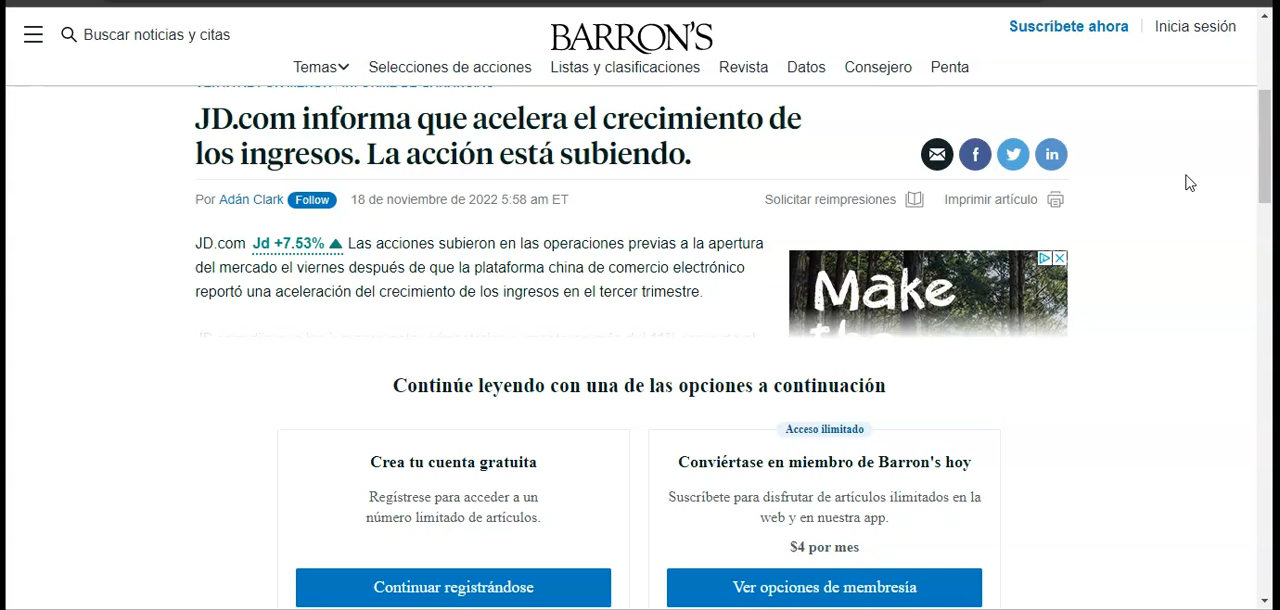 Buscar noticias y citas
BARRON'S
Suscríbete ahora
Inicia sesión
Temas
Selecciones de acciones
Listas y clasificaciones
Revista
Datos
Consejero
Penta
JD.com informa que acelera el crecimiento de
los ingresos. La acción está subiendo.
Por Adán Clark Follow 18 de noviembre de 2022 5:58 am ET
Solicitar reimpresiones
Imprimir artículo
JD.com Jd +7.53% ▲ Las acciones subieron en las operaciones previas a la apertura
del mercado el viernes después de que la plataforma china de comercio electrónico
reportó una aceleración del crecimiento de los ingresos en el tercer trimestre.
Make
the
Continúe leyendo con una de las opciones a continuación
Crea tu cuenta gratuita
Regístrese para acceder a un
número limitado de artículos.
Continuar registrándose
Acceso ilimitado
Conviértase en miembro de Barron's hoy
Suscríbete para disfrutar de artículos ilimitados en la
web y en nuestra app.
$4 por mes
Ver opciones de membresía